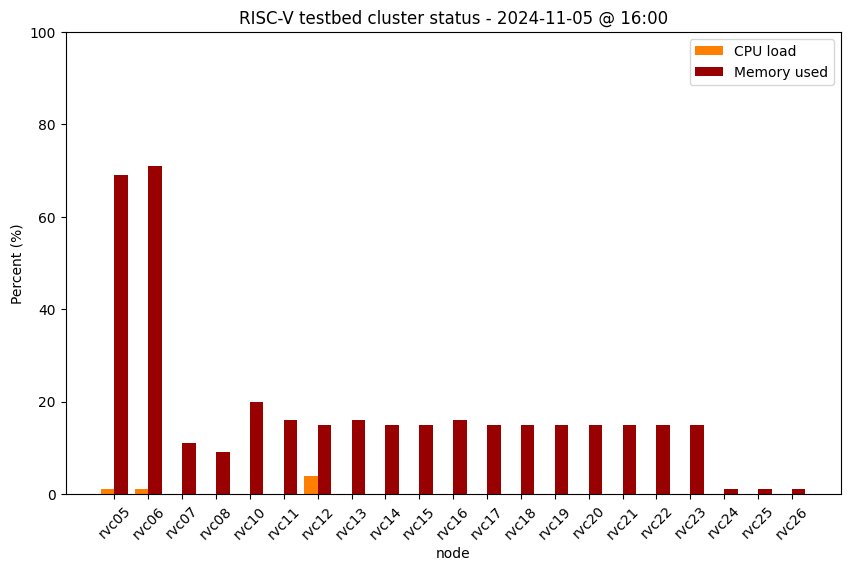 RISC-V testbed cluster status - 2024-11-05 @ 16:00
CPU load
Memory used
Percent (%)
100
80
60
40
20
0
rvc05
rvc06
rvc07
rvc08
rvc10
rvc11
rvc12
rvc13
rvc14
rvc15
rvc16
rvc17
rvc18
rvc19
rvc20
rvc21
rvc22
rvc23
rvc24
rvc25
rvc26
node